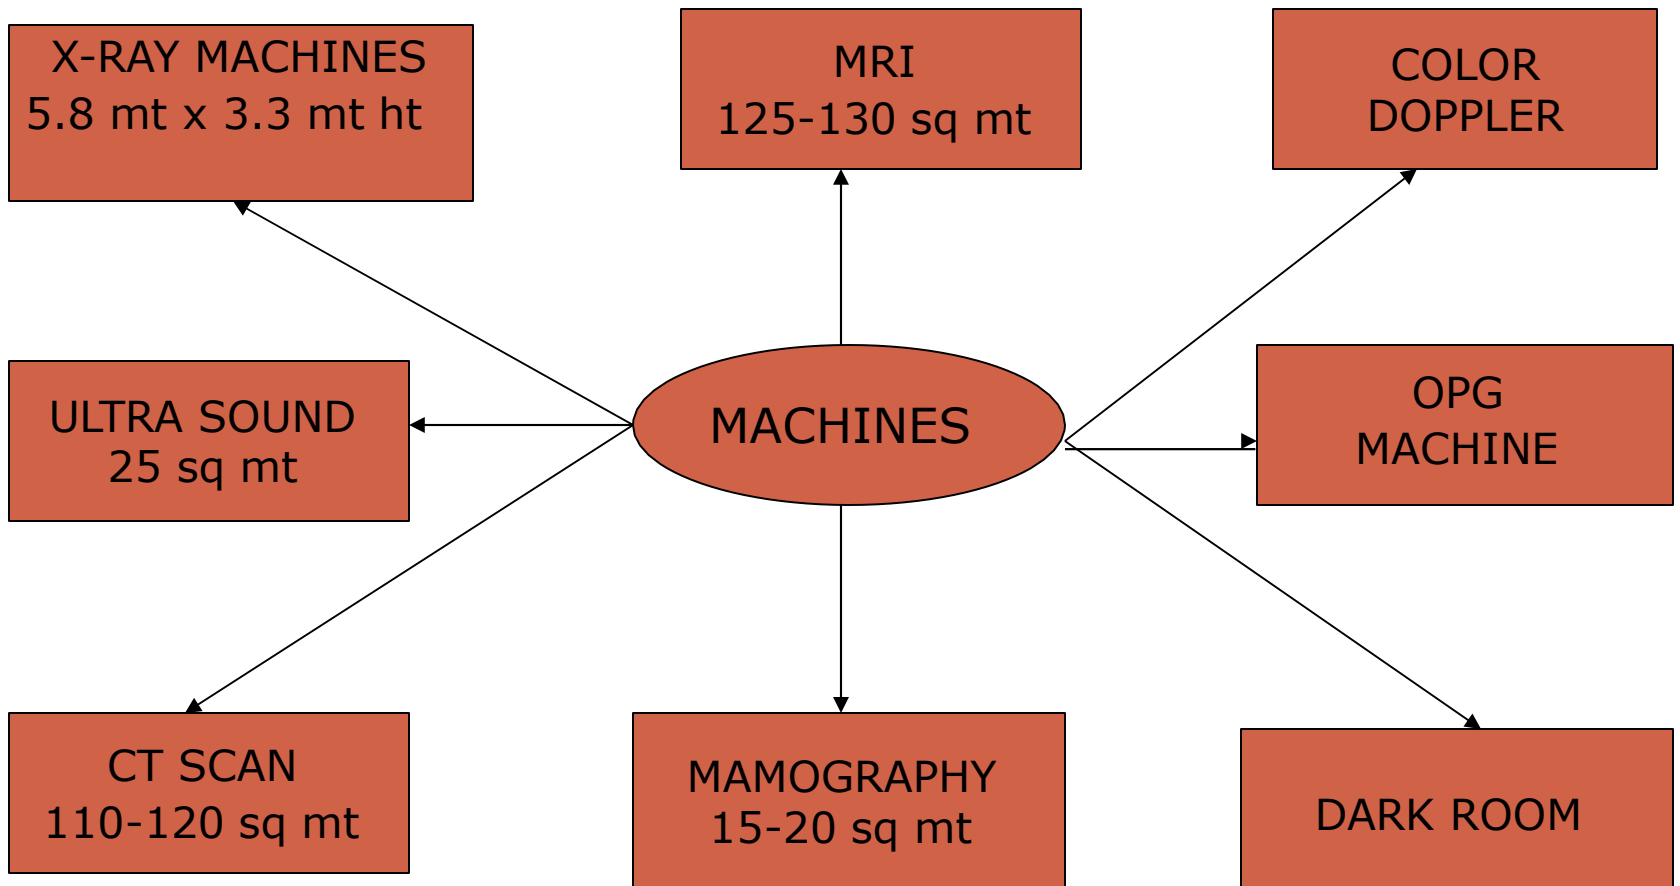 X-RAY MACHINES
5.8 mt x 3.3 mt ht
MRI
125-130 sq mt
COLOR
DOPPLER
ULTRA SOUND
25 sq mt
MACHINES
OPG
MACHINE
CT SCAN
110-120 sq mt
MAMOGRAPHY
15-20 sq mt
DARK ROOM